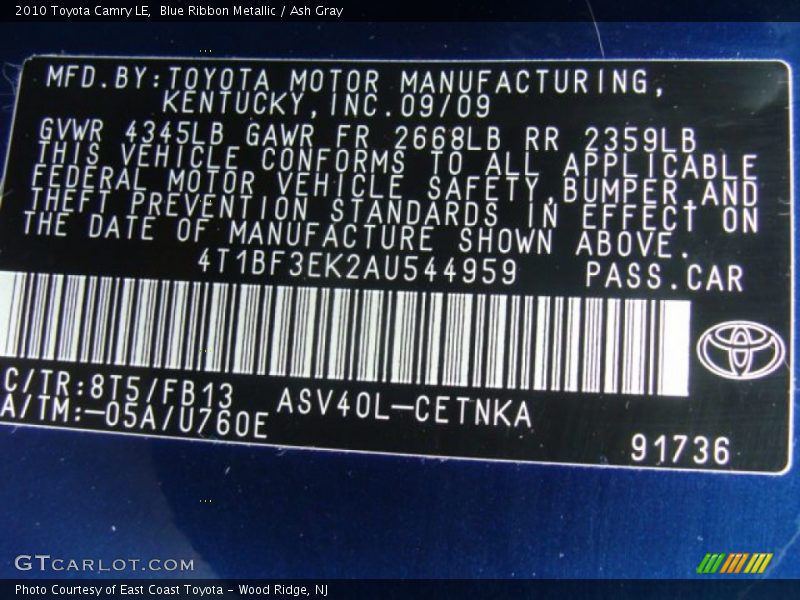 2010 Toyota Camry LE,  Blue Ribbon Metallic / Ash Gray
MFD.BY:TOYOTA MOTOR MANUFACTURING,
KENTUCKY,INC.09/09
GVWR 4345LB GAWR FR 2668LB RR 2359LB
THIS VEHICLE CONFORMS TO ALL APPLICABLE
FEDERAL MOTOR VEHICLE SAFETY,BUMPER,AND
THEFT PREVENTION STANDARDS IN EFFECT ON
THE DATE OF MANUFACTURE SHOWN ABOVE.
4T1BF3EK2AU544959 PASS.CAR
C/TR:8T5/FB13
A/TM:-05A/U760E
ASV40L-CETNKA
91736
GTCARLOT.COM
Photo Courtesy of East Coast Toyota - Wood Ridge, NJ